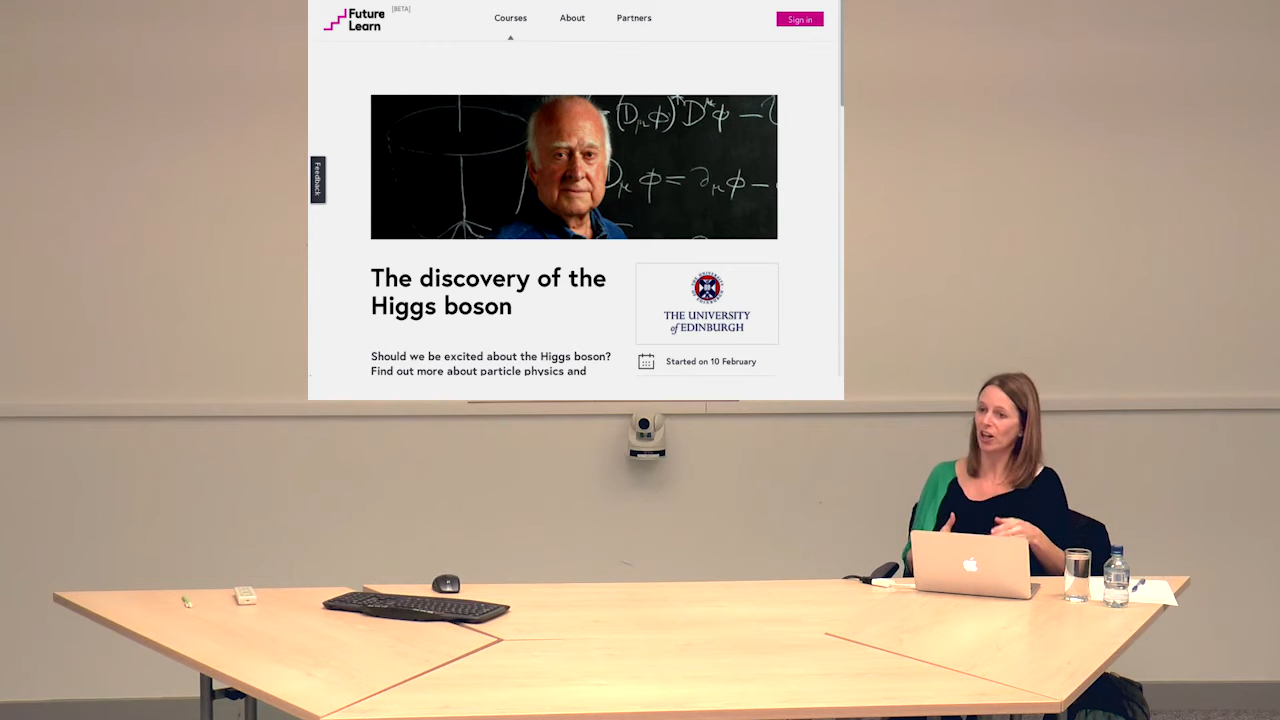 Future
Learn
[BETA]
Courses
About
Partners
Sign in
Feedback
The discovery of the
Higgs boson
THE UNIVERSITY
of EDINBURGH
Started on 10 February
Should we be excited about the Higgs boson?
Find out more about particle physics and